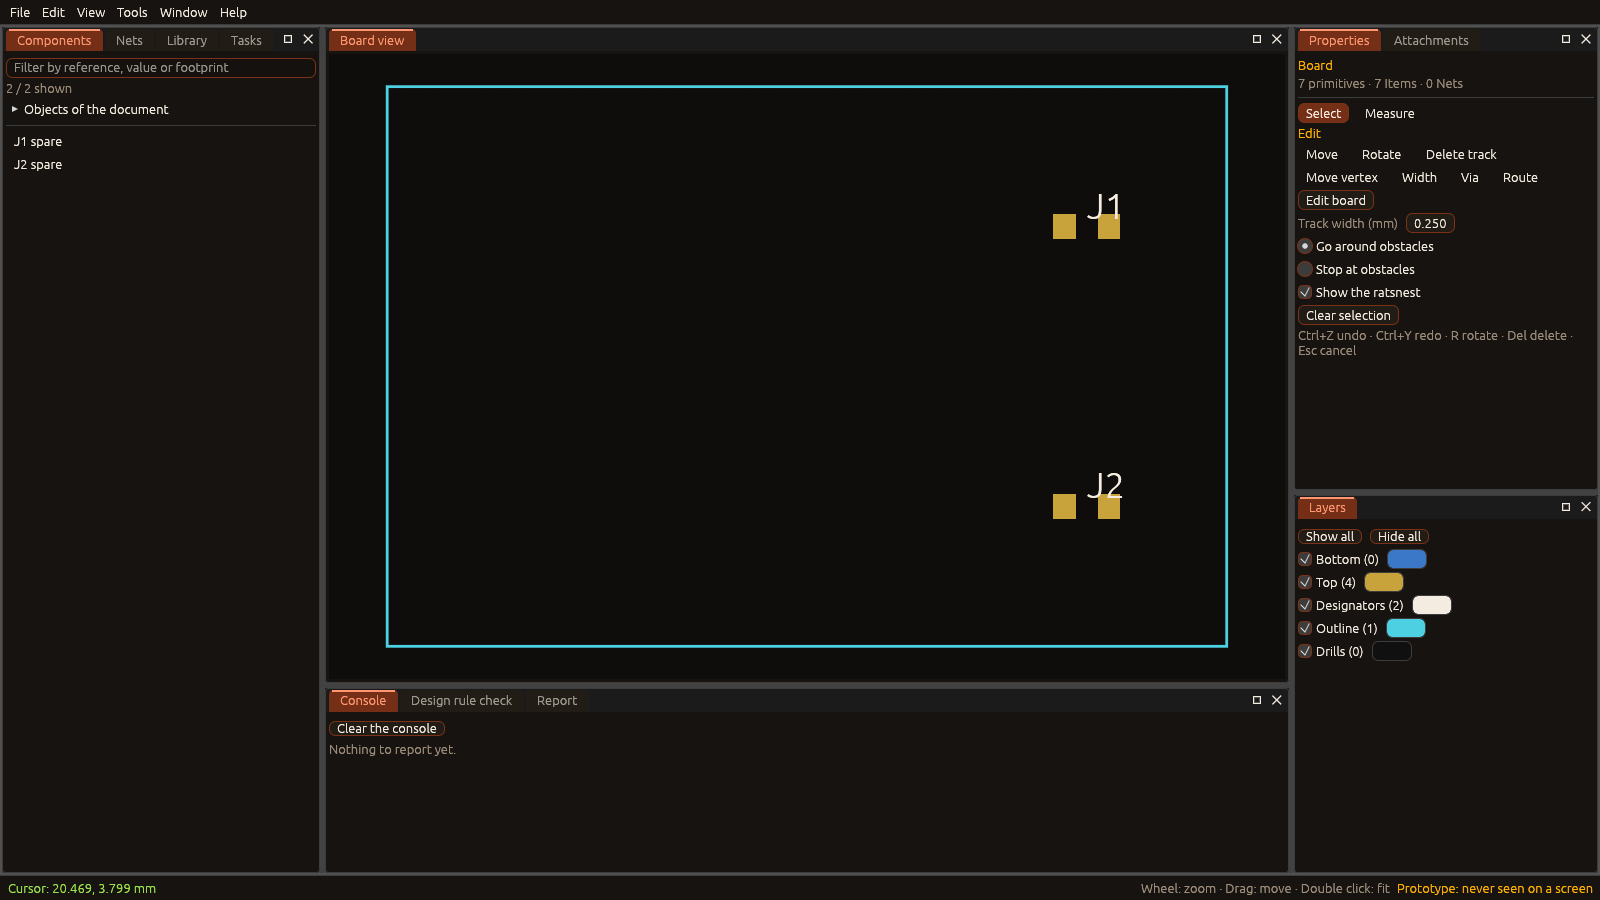 File Edit View Tools Window Help
Components Nets Library Tasks
Filter by reference, value or footprint
2 / 2 shown
Objects of the document
J1 spare
J2 spare
Board view
J1
J2
Console Design rule check Report
Clear the console
Nothing to report yet.
Properties Attachments
Board
7 primitives · 7 Items · 0 Nets
Select Measure
Edit
Move Rotate Delete track
Move vertex Width Via Route
Edit board
Track width (mm) 0.250
Go around obstacles
Stop at obstacles
Show the ratsnest
Clear selection
Ctrl+Z undo · Ctrl+Y redo · R rotate · Del delete ·
Esc cancel
Layers
Show all Hide all
Bottom (0)
Top (4)
Designators (2)
Outline (1)
Drills (0)
Cursor: 20.469, 3.799 mm
Wheel: zoom · Drag: move · Double click: fit Prototype: never seen on a screen